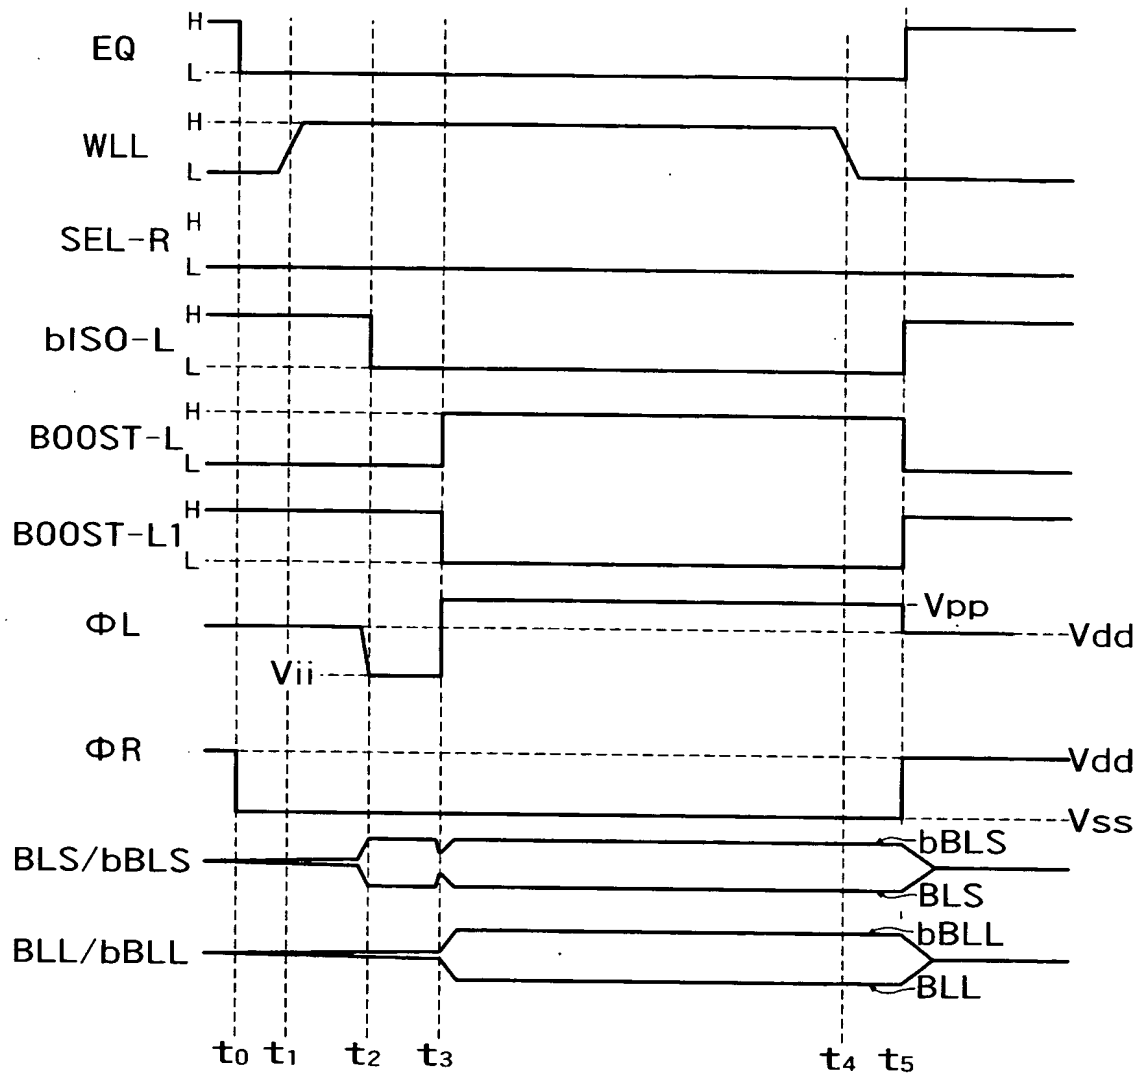 H
EQ
L
H
WLL
L
H
SEL-R
L
H
bISO-L
L
H
BOOST-L
L
H
BOOST-L1
L
ΦL
Vpp
Vdd
Vii
ΦR
Vdd
Vss
BLS/bBLS
bBLS
BLS
BLL/bBLL
bBLL
BLL
t0 t1 t2 t3 t4 t5